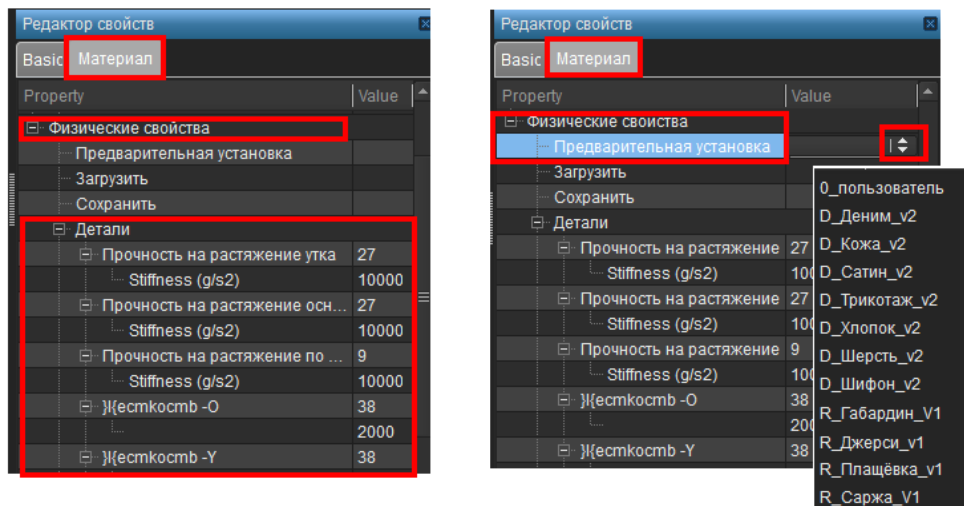 Редактор свойств
Basic Материал
Property Value
Физические свойства
Предварительная установка
Загрузить
Сохранить
Детали
Прочность на растяжение утка 27
Stiffness (g/s2) 10000
Прочность на растяжение осн... 27
Stiffness (g/s2) 10000
Прочность на растяжение по ... 9
Stiffness (g/s2) 10000
}I{ecmkocmb -O 38
2000
}I{ecmkocmb -Y 38
Редактор свойств
Basic Материал
Property Value
Физические свойства
Предварительная установка
Загрузить
Сохранить
Детали
Прочность на растяжение 27
Stiffness (g/s2) 100
Прочность на растяжение 27
Stiffness (g/s2) 100
Прочность на растяжение 9
Stiffness (g/s2) 100
}I{ecmkocmb -O 38
200
}I{ecmkocmb -Y 38
0_пользователь
D_Деним_v2
D_Кожа_v2
D_Сатин_v2
D_Трикотаж_v2
D_Хлопок_v2
D_Шерсть_v2
D_Шифон_v2
R_Габардин_V1
R_Джерси_v1
R_Плащёвка_v1
R_Саржа_V1